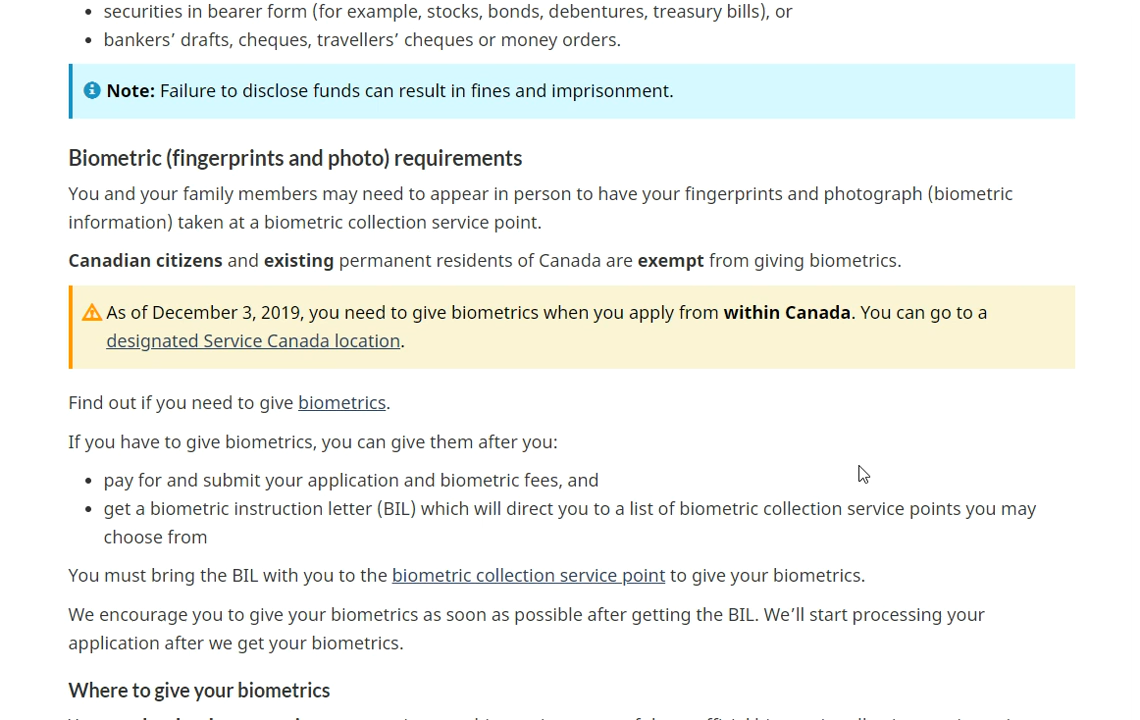 • securities in bearer form (for example, stocks, bonds, debentures, treasury bills), or
• bankers’ drafts, cheques, travellers’ cheques or money orders.
Note: Failure to disclose funds can result in fines and imprisonment.
Biometric (fingerprints and photo) requirements
You and your family members may need to appear in person to have your fingerprints and photograph (biometric
information) taken at a biometric collection service point.
Canadian citizens and existing permanent residents of Canada are exempt from giving biometrics.
As of December 3, 2019, you need to give biometrics when you apply from within Canada. You can go to a
designated Service Canada location.
Find out if you need to give biometrics.
If you have to give biometrics, you can give them after you:
• pay for and submit your application and biometric fees, and
• get a biometric instruction letter (BIL) which will direct you to a list of biometric collection service points you may
choose from
You must bring the BIL with you to the biometric collection service point to give your biometrics.
We encourage you to give your biometrics as soon as possible after getting the BIL. We’ll start processing your
application after we get your biometrics.
Where to give your biometrics